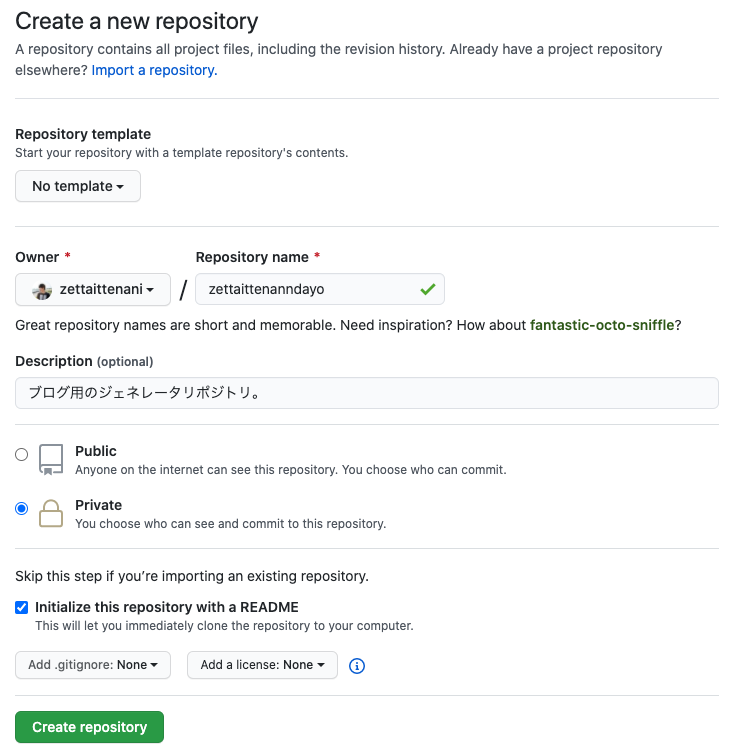 Create a new repository
A repository contains all project files, including the revision history. Already have a project repository
elsewhere? Import a repository.
Repository template
Start your repository with a template repository's contents.
No template
Owner *
Repository name *
zettaittenani / zettaittenanndayo
Great repository names are short and memorable. Need inspiration? How about fantastic-octo-sniffle?
Description (optional)
ブログ用のジェネレータリポジトリ。
Public
Anyone on the internet can see this repository. You choose who can commit.
Private
You choose who can see and commit to this repository.
Skip this step if you’re importing an existing repository.
Initialize this repository with a README
This will let you immediately clone the repository to your computer.
Add .gitignore: None
Add a license: None
Create repository